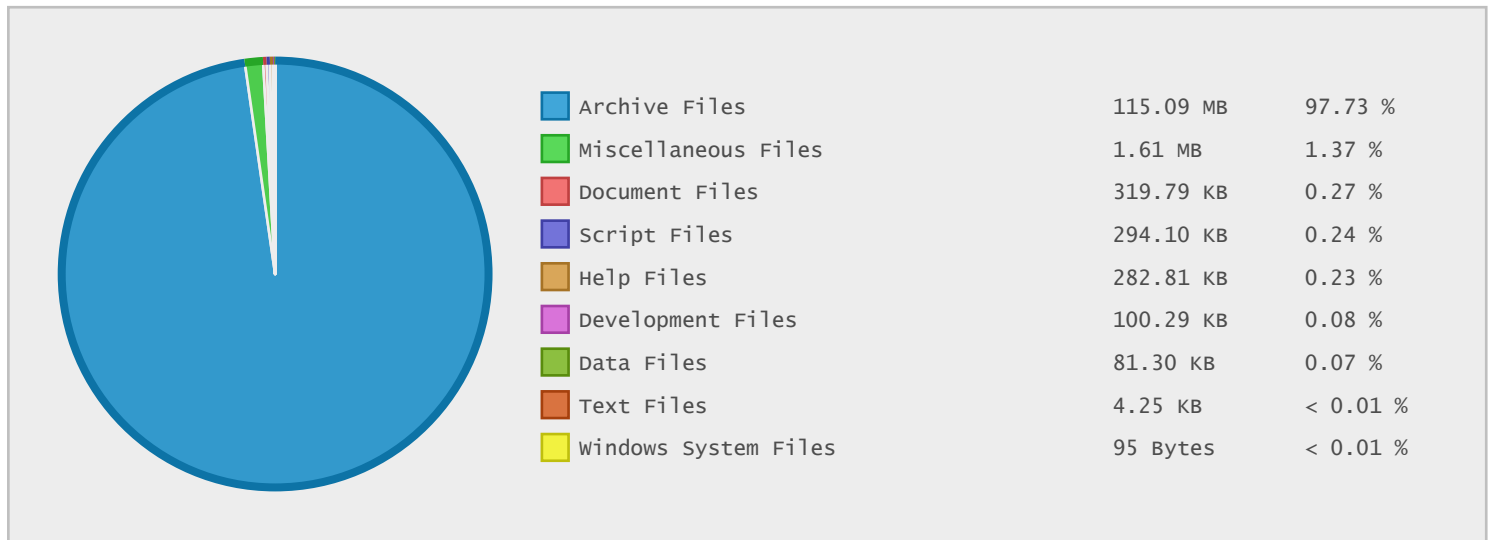 Archive Files 115.09 MB 97.73 %
Miscellaneous Files 1.61 MB 1.37 %
Document Files 319.79 KB 0.27 %
Script Files 294.10 KB 0.24 %
Help Files 282.81 KB 0.23 %
Development Files 100.29 KB 0.08 %
Data Files 81.30 KB 0.07 %
Text Files 4.25 KB < 0.01 %
Windows System Files 95 Bytes < 0.01 %